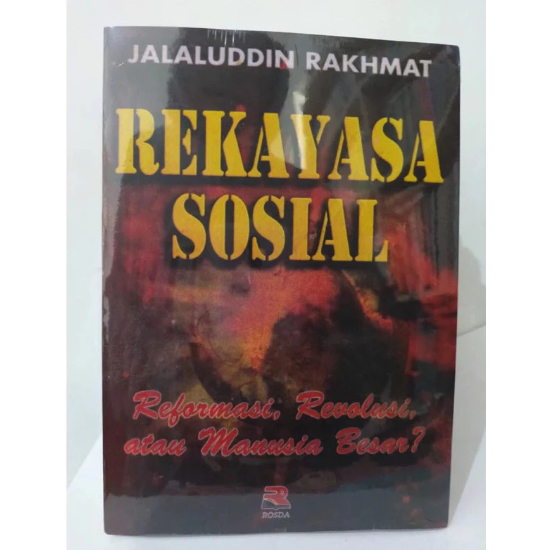 JALALUDDIN RAKHMAT
REKAYASA
SOSIAL
Reformasi, Revolusi,
atau Manusia Besar?
ROSDA